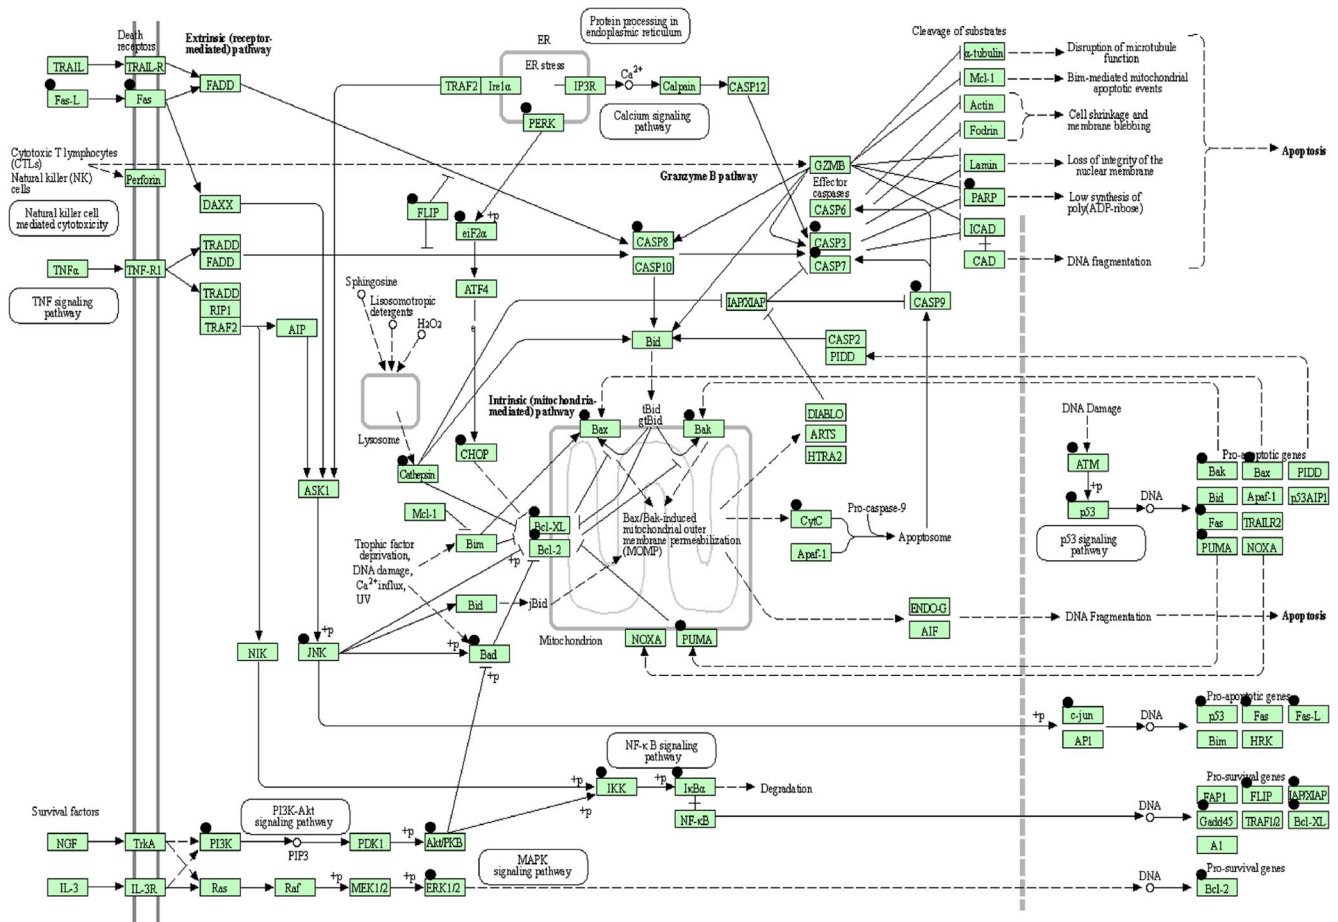 Protein processing in
endoplasmic reticulum
Cleavage of substrates
Death
receptors
Extrinsic (receptor-
mediated) pathway
ER
ER stress
TRAIL
TRAIL-R
FADD
Fas-L
Fas
TRAF2
Ire1α
IP3R
Ca2+
Calpain
CASP12
PERK
Calcium signaling
pathway
α-tubulin
Disruption of microtubule
function
Mcl-1
Bim-mediated mitochondrial
apoptotic events
Actin
Cell shrinkage and
membrane blebbing
Fodrin
Apoptosis
Lamin
Loss of integrity of the
nuclear membrane
PARP
Low synthesis of
poly(ADP-ribose)
ICAD
CAD
DNA fragmentation
Cytotoxic T lymphocytes
(CTLs)
Natural killer (NK)
cells
Perforin
Natural killer cell
mediated cytotoxicity
DAXX
Granzyme B pathway
GZMB
Effector
caspases
CASP6
CASP3
CASP7
FLIP
+p
eiF2α
CASP8
CASP10
TNFα
TNF-R1
TRADD
FADD
TNF signaling
pathway
TRADD
RIP1
TRAF2
AIP
Sphingosine
Lisosomotropic
detergents
H2O2
ATF4
e
IAP/XIAP
CASP9
Bid
CASP2
PIDD
Lysosome
Intrinsic (mitochondria-
mediated) pathway
tBid
gtBid
Bax
Bak
DIABLO
ARTS
HTRA2
CHOP
Cathepsin
ASK1
Mcl-1
Bcl-XL
Bcl-2
Bim
+p
Bax/Bak-induced
mitochondrial outer
membrane permeabilization
(MOMP)
CytC
Pro-caspase-9
Apaf-1
Apoptosome
DNA Damage
ATM
+p
p53
DNA
p53 signaling
pathway
Pro-apoptotic genes
Bak
Bax
PIDD
Bid
Apaf-1
p53AIP1
Fas
TRAILR2
PUMA
NOXA
Trophic factor
deprivation,
DNA damage,
Ca2+ influx,
UV
Bid
jBid
Mitochondrion
NOXA
PUMA
ENDO-G
AIF
DNA Fragmentation
Apoptosis
NIK
+p
JNK
+p
Bad
+p
+p
c-jun
AP1
DNA
Pro-apoptotic genes
p53
Fas
Fas-L
Bim
HRK
NF-κB signaling
pathway
+p
IKK
+p
IκBα
Degradation
+p
NF-κB
DNA
Pro-survival genes
FAP1
FLIP
IAP/XIAP
Gadd45
TRAF1/2
Bcl-XL
A1
Survival factors
PI3K-Akt
signaling pathway
NGF
TrkA
PI3K
PIP3
PDK1
+p
Akt/PKB
MAPK
signaling pathway
IL-3
IL-3R
Ras
Raf
+p
MEK1/2
+p
ERK1/2
DNA
Pro-survival genes
Bcl-2